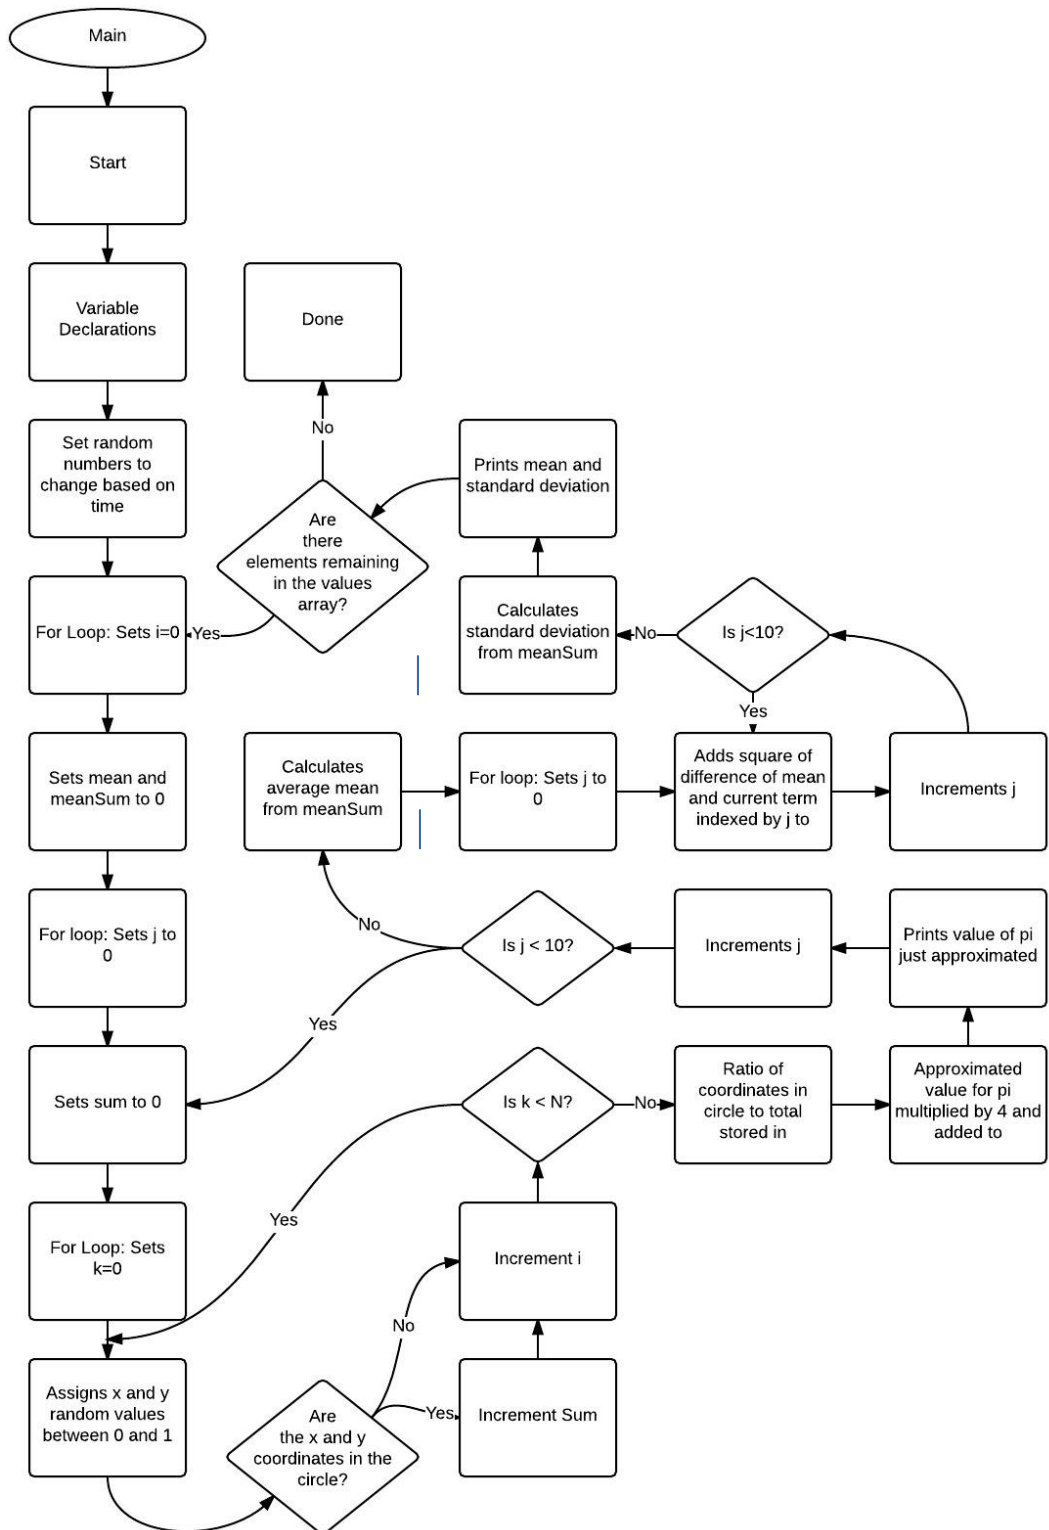 Main
Start
Variable
Declarations
Done
Set random
numbers to
change based on
time
No
Prints mean and
standard deviation
Are
there
elements remaining
in the values
array?
For Loop: Sets i=0
Yes
Calculates
standard deviation
from meanSum
No
Is j<10?
Yes
Sets mean and
meanSum to 0
Calculates
average mean
from meanSum
For loop: Sets j to
0
Adds square of
difference of mean
and current term
indexed by j to
Increments j
For loop: Sets j to
0
No
Is j < 10?
Increments j
Prints value of pi
just approximated
Yes
Sets sum to 0
Is k < N?
No
Ratio of
coordinates in
circle to total
stored in
Approximated
value for pi
multiplied by 4 and
added to
Yes
For Loop: Sets
k=0
Increment i
No
Assigns x and y
random values
between 0 and 1
Are
the x and y
coordinates in the
circle?
Yes
Increment Sum